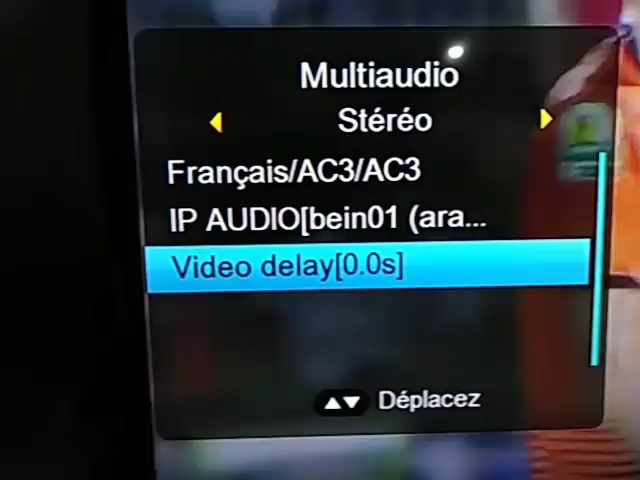 Multiaudio
Stéréo
Français/AC3/AC3
IP AUDIO[bein01 (ara...
Video delay[0.0s]
Déplacez